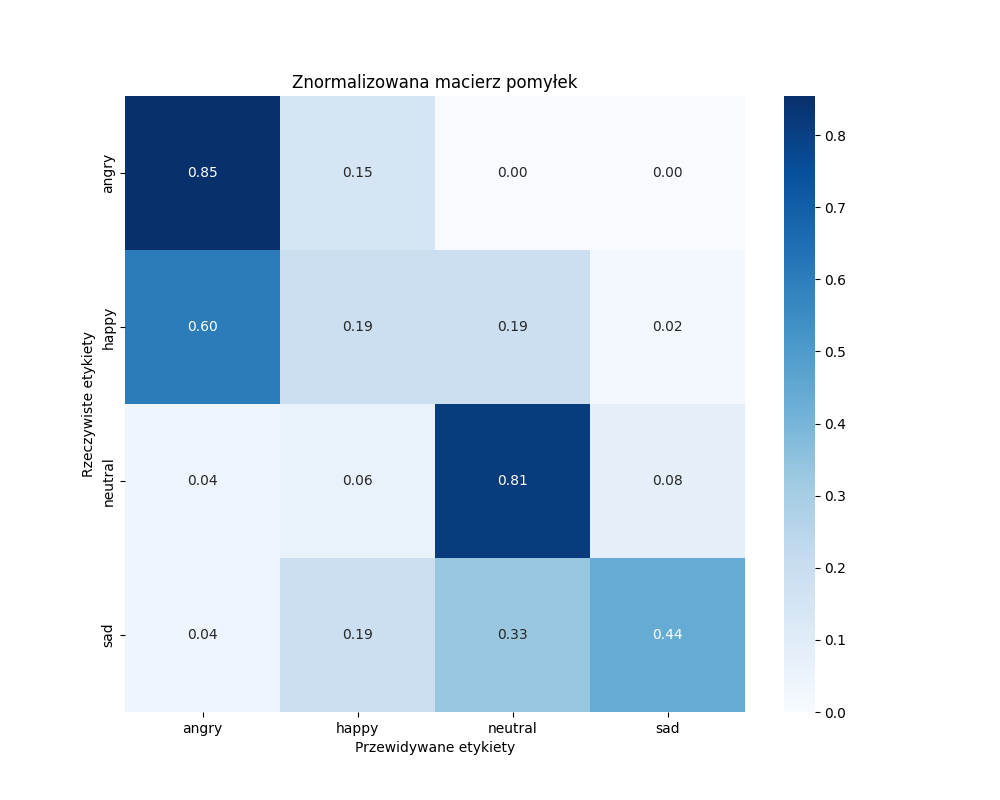 Znormalizowana macierz pomyłek
Rzeczywiste etykiety
angry
0.85 0.15 0.00 0.00
happy
0.60 0.19 0.19 0.02
neutral
0.04 0.06 0.81 0.08
sad
0.04 0.19 0.33 0.44
angry happy neutral sad
Przewidywane etykiety
0.8
0.7
0.6
0.5
0.4
0.3
0.2
0.1
0.0